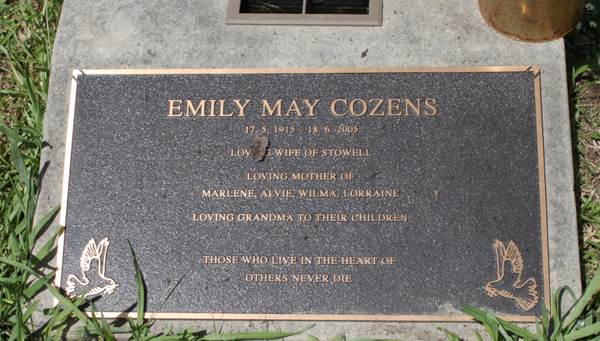 EMILY MAY COZENS
17. 5. 1915 - 18. 6. 2005
LOVING WIFE OF STOWELL
LOVING MOTHER OF
MARLENE, ALVIE, WILMA, LORRAINE
LOVING GRANDMA TO THEIR CHILDREN
THOSE WHO LIVE IN THE HEART OF
OTHERS NEVER DIE